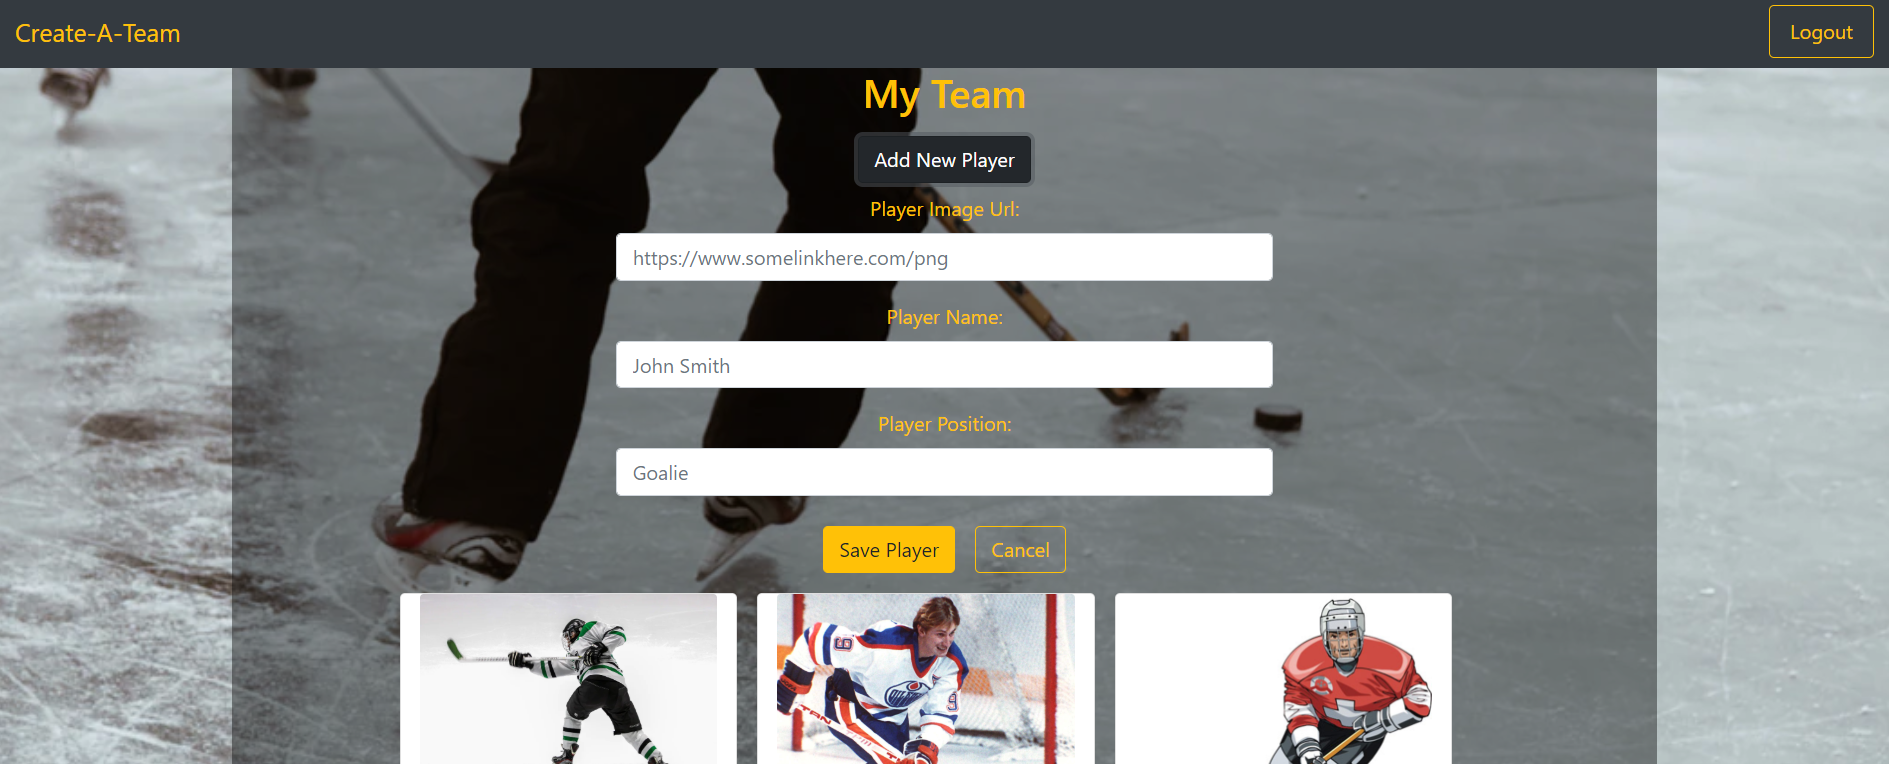 Create-A-Team
Logout
My Team
Add New Player
Player Image Url:
https://www.somelinkhere.com/png
Player Name:
John Smith
Player Position:
Goalie
Save Player
Cancel